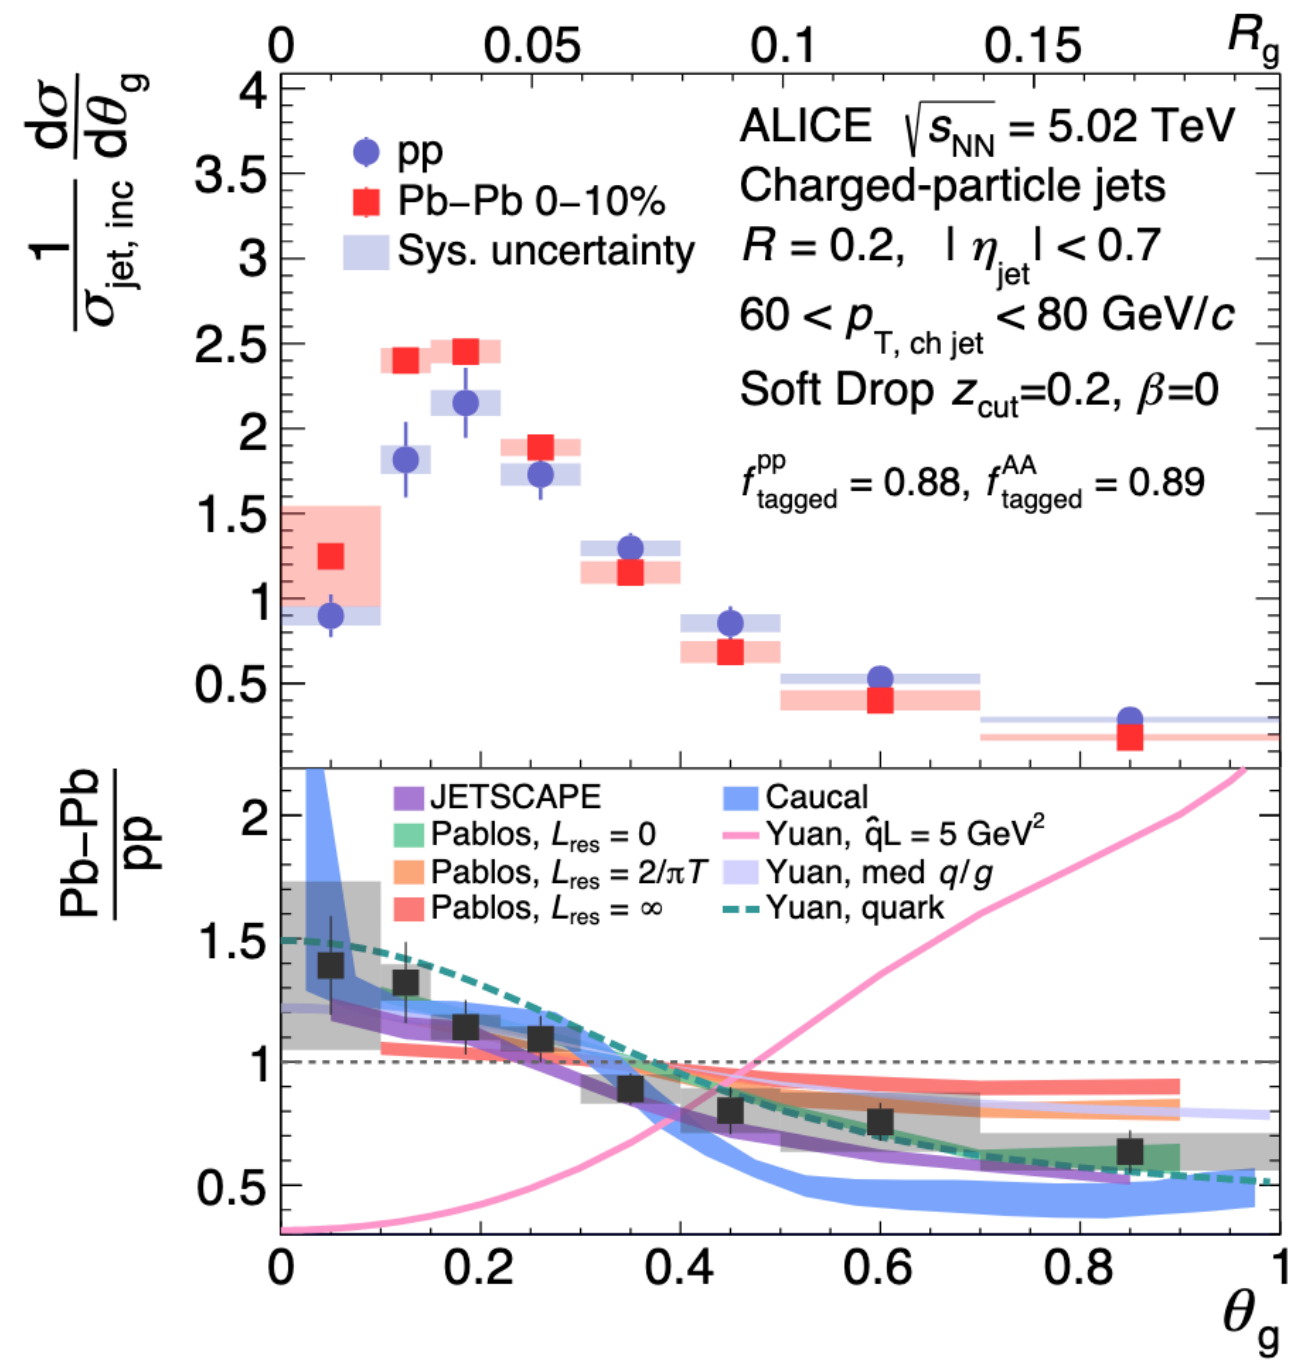 0 0.05 0.1 0.15 R_g
1/σ_jet, inc dσ/dθ_g
4
3.5
3
2.5
2
1.5
1
0.5
pp
Pb−Pb 0−10%
Sys. uncertainty
ALICE √s_NN = 5.02 TeV
Charged-particle jets
R = 0.2, | η_jet | < 0.7
60 < p_T, ch jet < 80 GeV/c
Soft Drop z_cut=0.2, β=0
f_tagged^pp = 0.88, f_tagged^AA = 0.89
Pb−Pb/pp
2
1.5
1
0.5
JETSCAPE
Pablos, L_res = 0
Pablos, L_res = 2/πT
Pablos, L_res = ∞
Caucal
Yuan, q̂L = 5 GeV²
Yuan, med q/g
Yuan, quark
0 0.2 0.4 0.6 0.8 1
θ_g